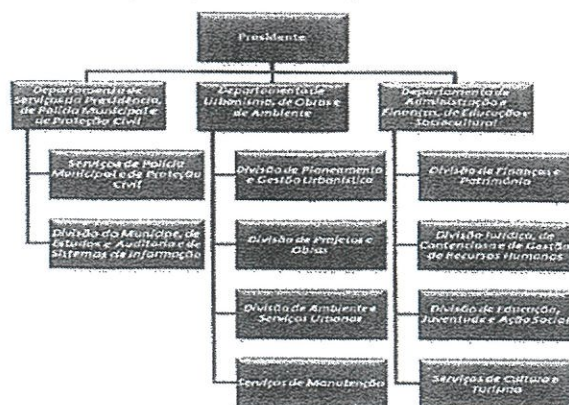 Presidente
Departamento de
Serviços da Presidência,
de Polícia Municipal e
de Proteção Civil
Departamento de
Urbanismo, de Obras e
de Ambiente
Departamento de
Administração e
Finanças, de Educação e
Sociocultural
Serviços de Polícia
Municipal e de Proteção
Civil
Divisão do Munícipe, de
Estudos e Auditoria e de
Sistemas de Informação
Divisão de Planeamento
e Gestão Urbanística
Divisão de Projetos e
Obras
Divisão de Ambiente e
Serviços Urbanos
Serviços de Manutenção
Divisão de Finanças e
Património
Divisão Jurídica, de
Contencioso e de Gestão
de Recursos Humanos
Divisão de Educação,
Juventude e Ação Social
Serviços de Cultura e
Turismo